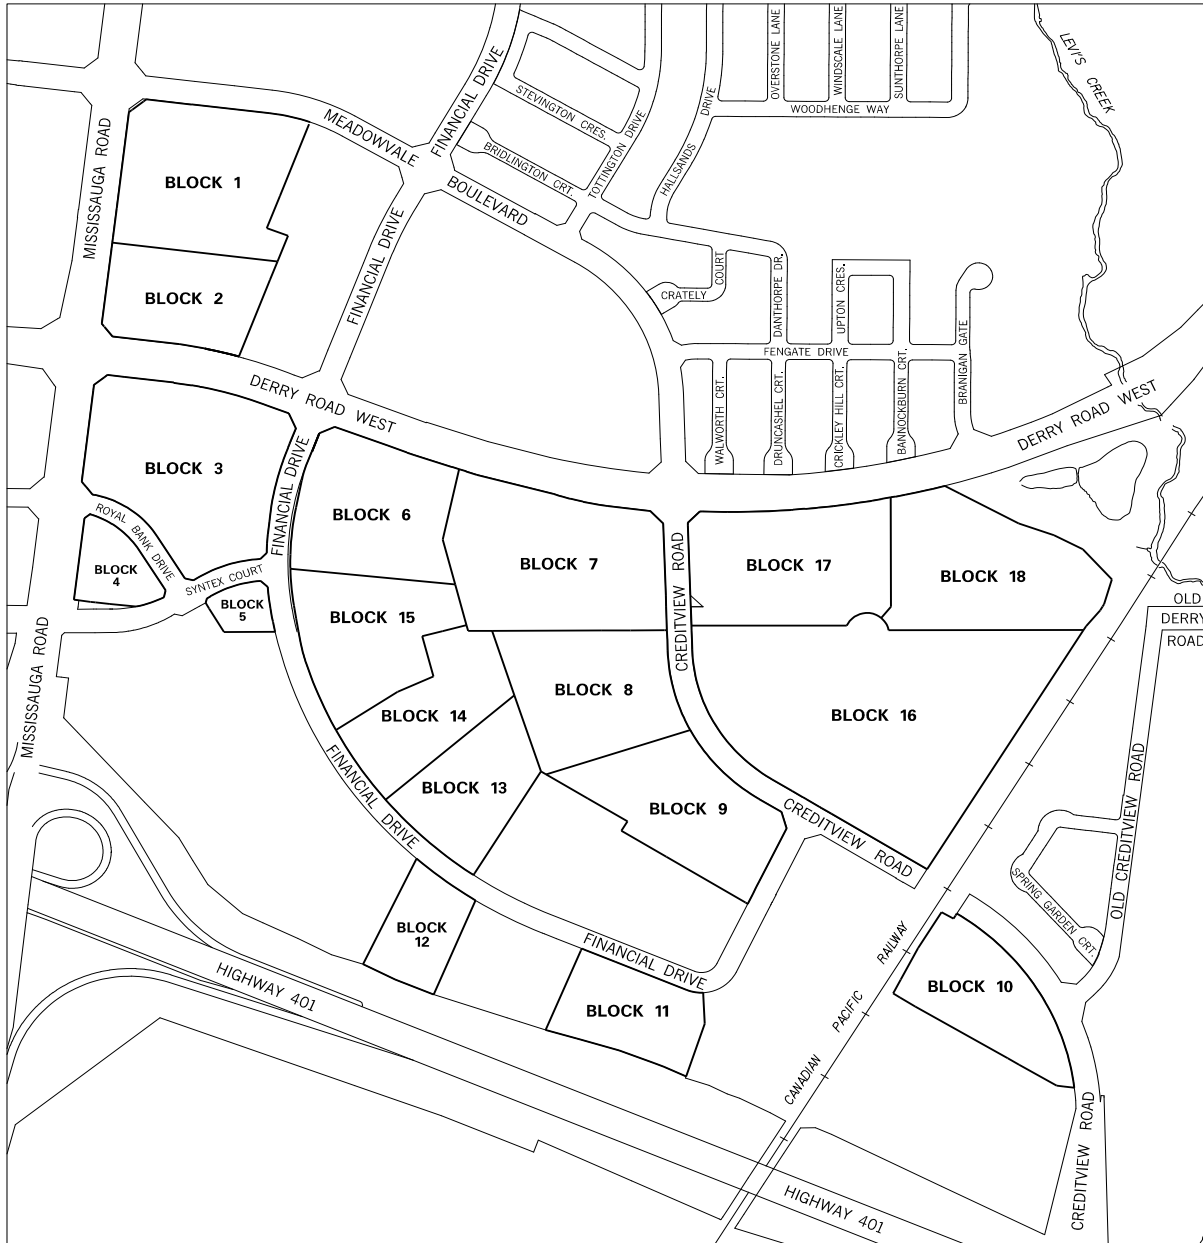 OVERSTONE LANE
WINDSCALE LANE
SUNTHORPE LANE
LEVI'S CREEK
FINANCIAL DRIVE
STEVINGTON CRES.
HALLSANDS DRIVE
WOODHENGE WAY
MEADOWVALE
BOULEVARD
BRIDLINGTON CRT.
TOTTINGTON DRIVE
MISSISSAUGA ROAD
BLOCK 1
FINANCIAL DRIVE
BLOCK 2
CRATELY COURT
DANTHORPE DR.
UPTON CRES.
FENGATE DRIVE
BRANIGAN GATE
WALWORTH CRT.
DRUNCASHEL CRT.
CRICKLEY HILL CRT.
BANNOCKBURN CRT.
DERRY ROAD WEST
DERRY ROAD WEST
BLOCK 3
FINANCIAL DRIVE
ROYAL BANK DRIVE
BLOCK
4
SYNTEX COURT
BLOCK
5
BLOCK 6
BLOCK 7
CREDITVIEW ROAD
BLOCK 17
BLOCK 18
OLD
DERRY
ROAD
BLOCK 15
MISSISSAUGA ROAD
BLOCK 8
BLOCK 14
BLOCK 16
FINANCIAL DRIVE
BLOCK 13
BLOCK 9
CREDITVIEW ROAD
OLD CREDITVIEW ROAD
SPRING GARDEN CRT.
BLOCK
12
FINANCIAL DRIVE
BLOCK 11
BLOCK 10
HIGHWAY 401
CANADIAN PACIFIC RAILWAY
CREDITVIEW ROAD
HIGHWAY 401